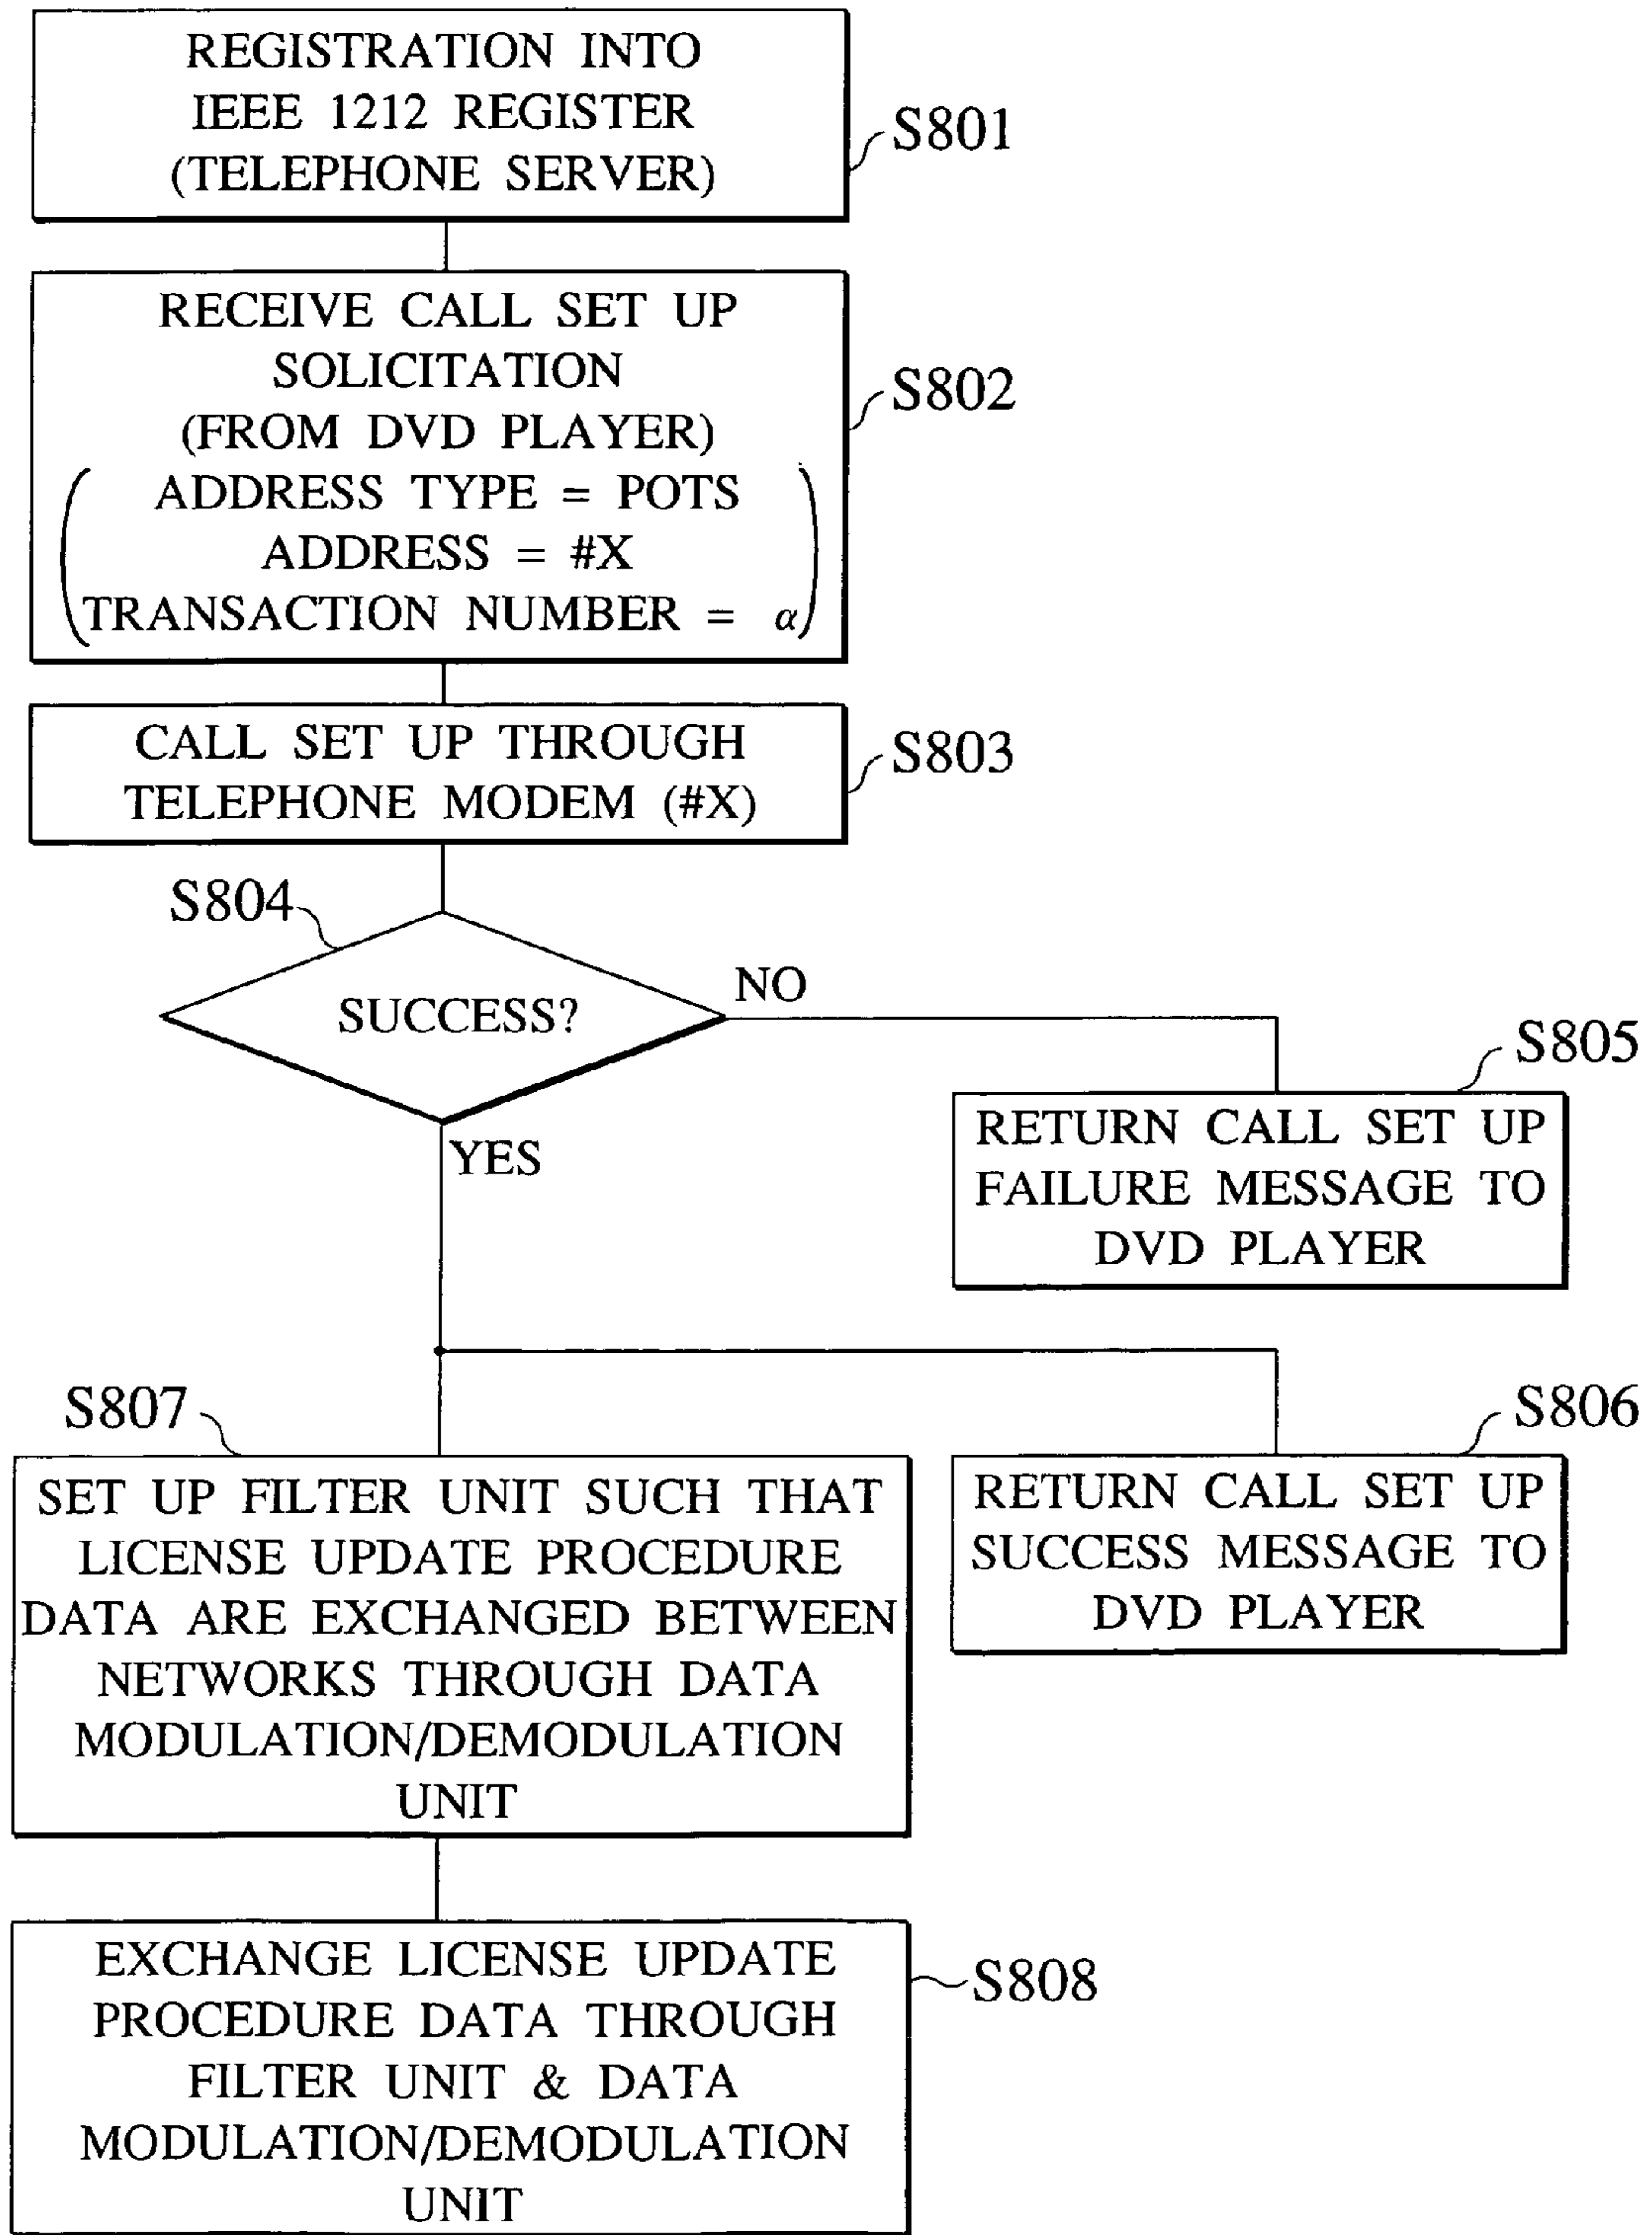 REGISTRATION INTO
IEEE 1212 REGISTER
(TELEPHONE SERVER)
S801
RECEIVE CALL SET UP
SOLICITATION
(FROM DVD PLAYER)
(ADDRESS TYPE = POTS
ADDRESS = #X
TRANSACTION NUMBER = α)
S802
CALL SET UP THROUGH
TELEPHONE MODEM (#X)
S803
S804
SUCCESS?
NO
YES
S805
RETURN CALL SET UP
FAILURE MESSAGE TO
DVD PLAYER
S807
SET UP FILTER UNIT SUCH THAT
LICENSE UPDATE PROCEDURE
DATA ARE EXCHANGED BETWEEN
NETWORKS THROUGH DATA
MODULATION/DEMODULATION
UNIT
S806
RETURN CALL SET UP
SUCCESS MESSAGE TO
DVD PLAYER
EXCHANGE LICENSE UPDATE
PROCEDURE DATA THROUGH
FILTER UNIT & DATA
MODULATION/DEMODULATION
UNIT
S808